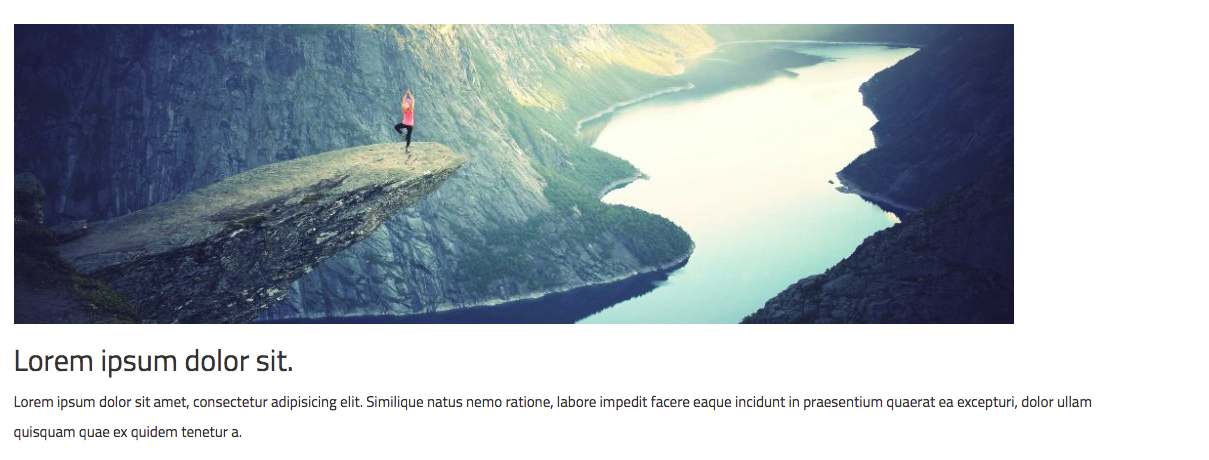 Lorem ipsum dolor sit.
Lorem ipsum dolor sit amet, consectetur adipisicing elit. Similique natus nemo ratione, labore impedit facere eaque incidunt in praesentium quaerat ea excepturi, dolor ullam
quisquam quae ex quidem tenetur a.